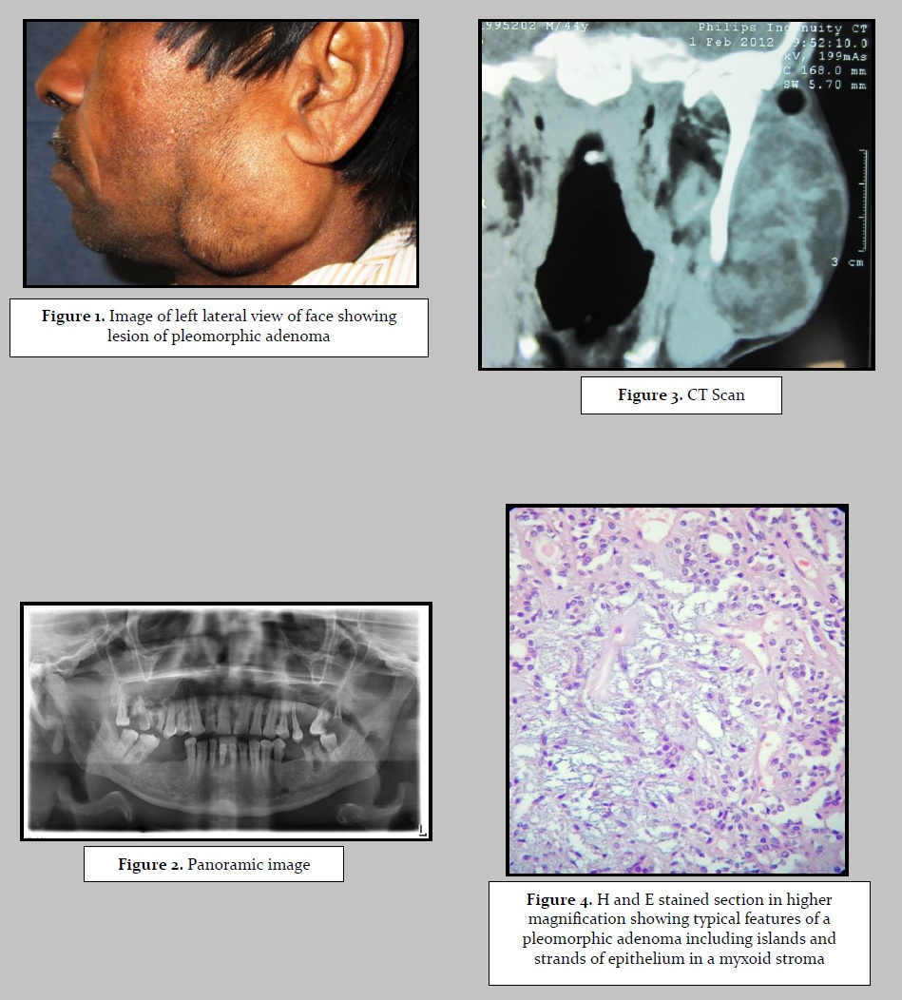 Figure 1. Image of left lateral view of face showing
lesion of pleomorphic adenoma
995202 M/44y
Philips Ingenuity CT
1 Feb 2012 9:52:10.0
kV, 199mAs
C 168.0 mm
SW 5.70 mm
R
3 cm
Figure 3. CT Scan
L
Figure 2. Panoramic image
Figure 4. H and E stained section in higher
magnification showing typical features of a
pleomorphic adenoma including islands and
strands of epithelium in a myxoid stroma